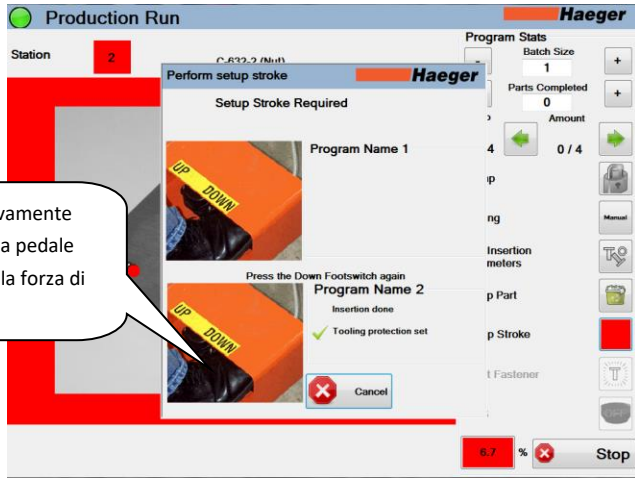 Production Run
Haeger
Station
2
C-632-2 (Nut)
Program Stats
Batch Size
-
1
+
Parts Completed
0
+
Amount
4
0 / 4
Manual
Insertion
Part
Stroke
Fastener
T
OFF
6.7
%
Stop
Perform setup stroke
Haeger
Setup Stroke Required
UP
DOWN
Program Name 1
Press the Down Footswitch again
UP
DOWN
Program Name 2
Insertion done
Tooling protection set
Cancel
a pedale
la forza di